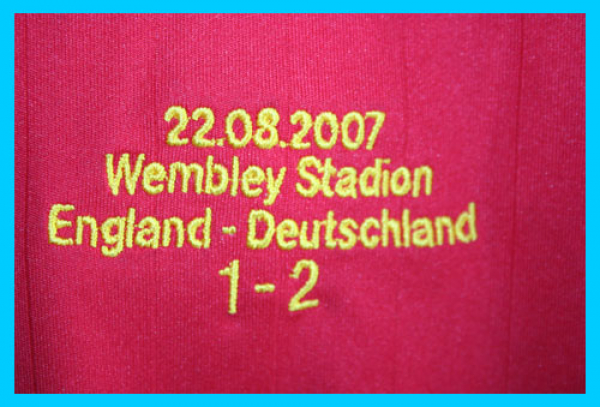 22.08.2007
Wembley Stadion
England - Deutschland
1 - 2